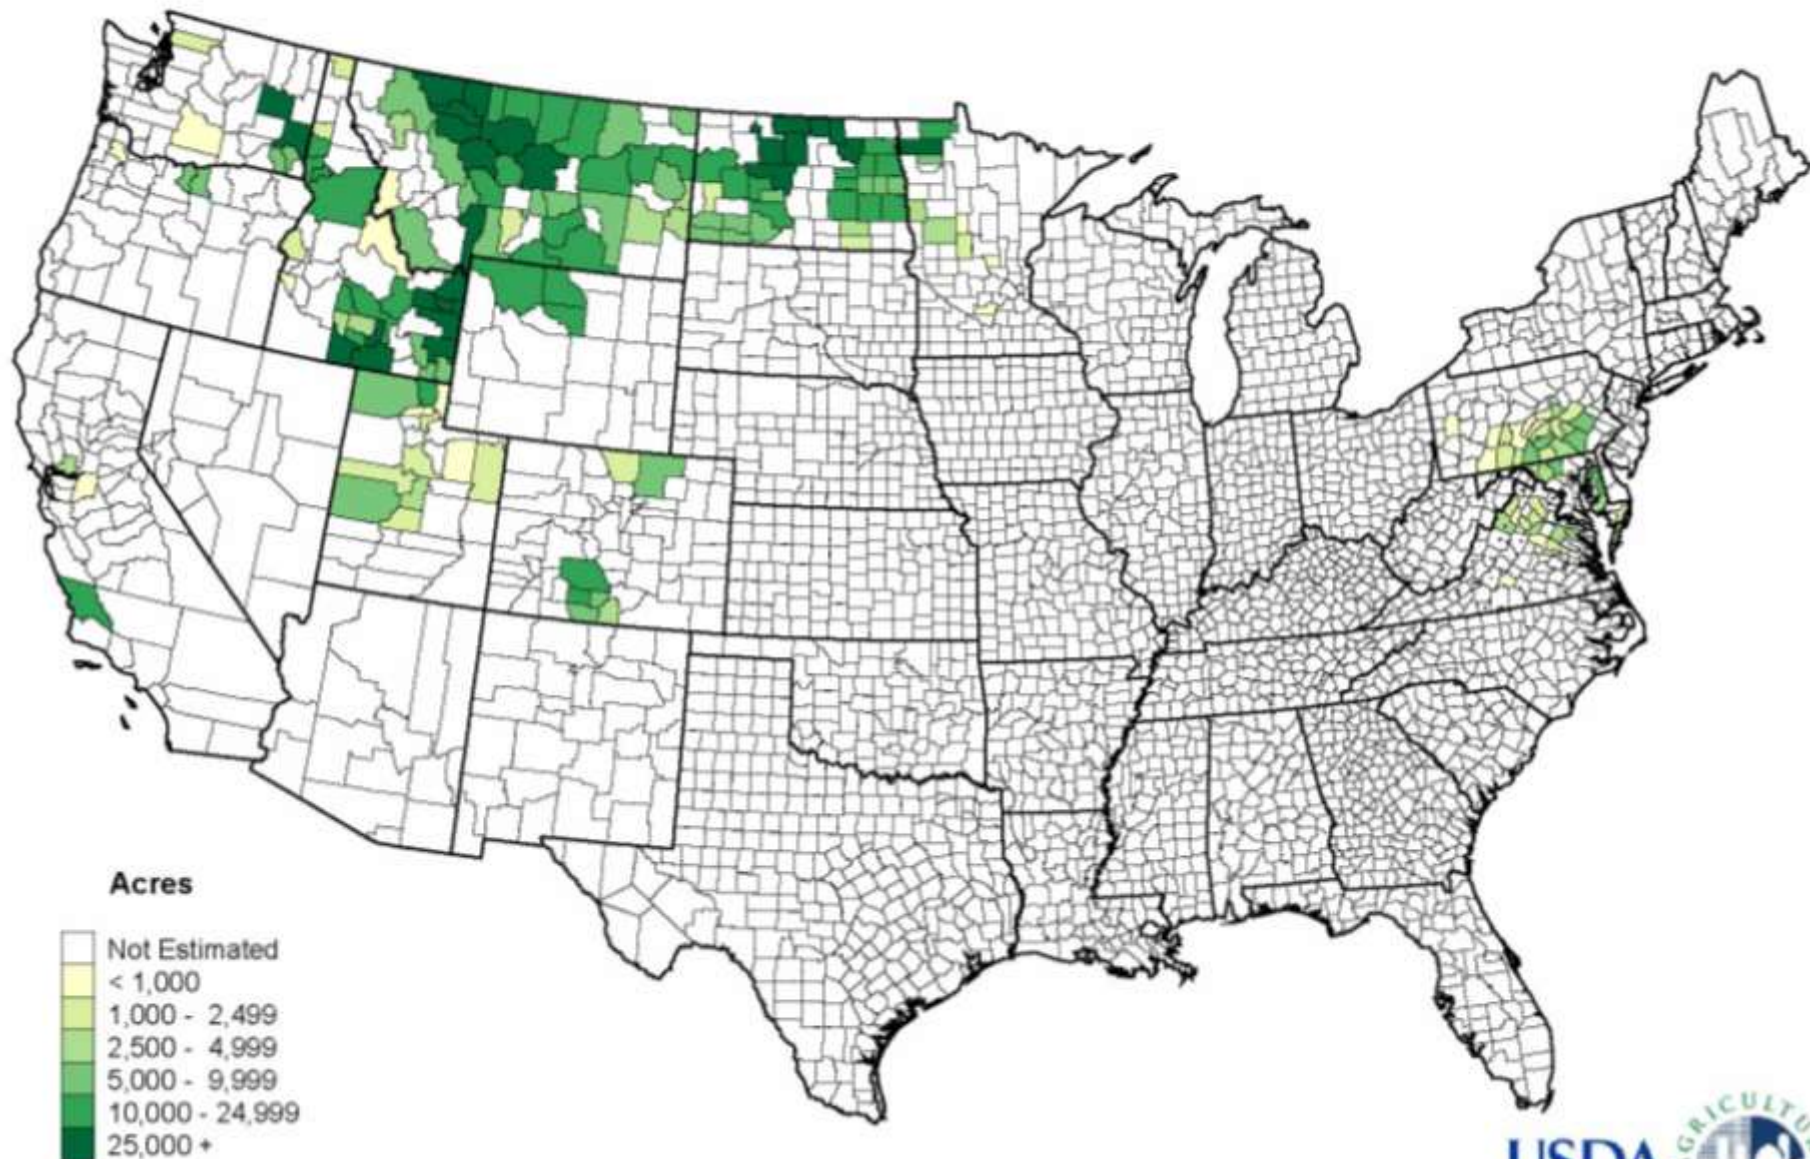 Acres
Not Estimated
< 1,000
1,000 - 2,499
2,500 - 4,999
5,000 - 9,999
10,000 - 24,999
25,000 +
USDA
GRICULTU